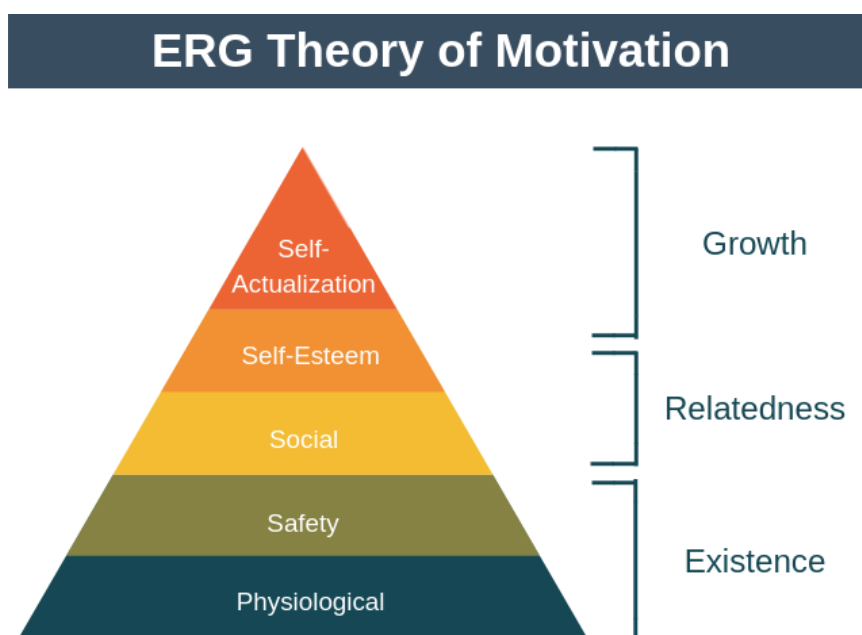 ERG Theory of Motivation
Self-
Actualization
Self-Esteem
Social
Safety
Physiological
Growth
Relatedness
Existence